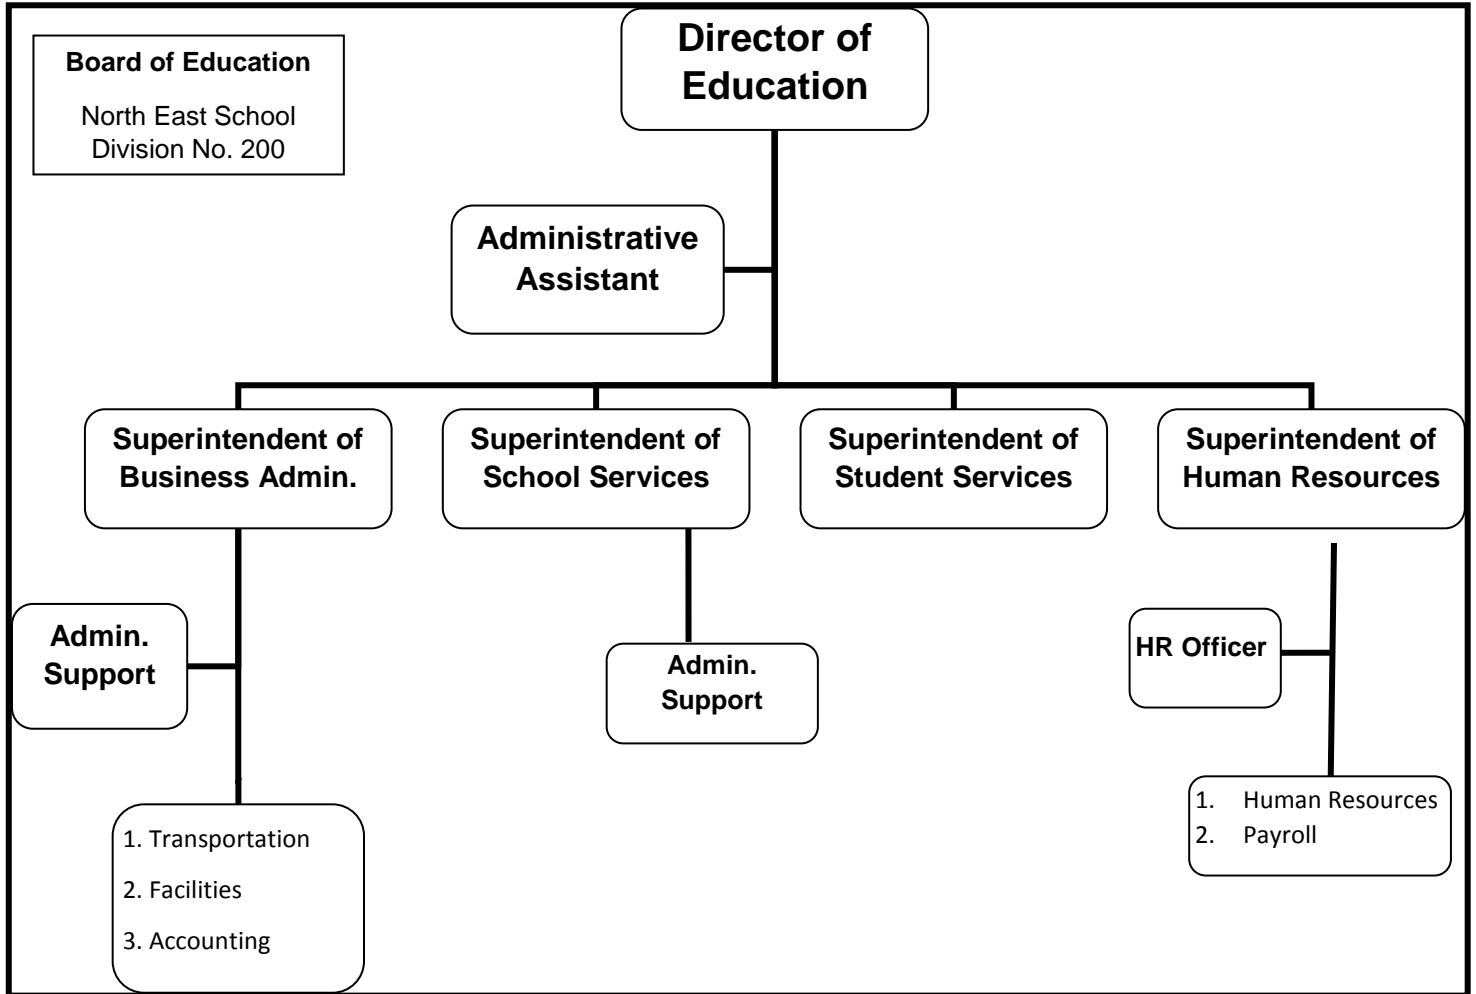 Board of Education
North East School
Division No. 200
Director of
Education
Administrative
Assistant
Superintendent of
Business Admin.
Superintendent of
School Services
Superintendent of
Student Services
Superintendent of
Human Resources
Admin.
Support
Admin.
Support
HR Officer
1. Transportation
2. Facilities
3. Accounting
1. Human Resources
2. Payroll